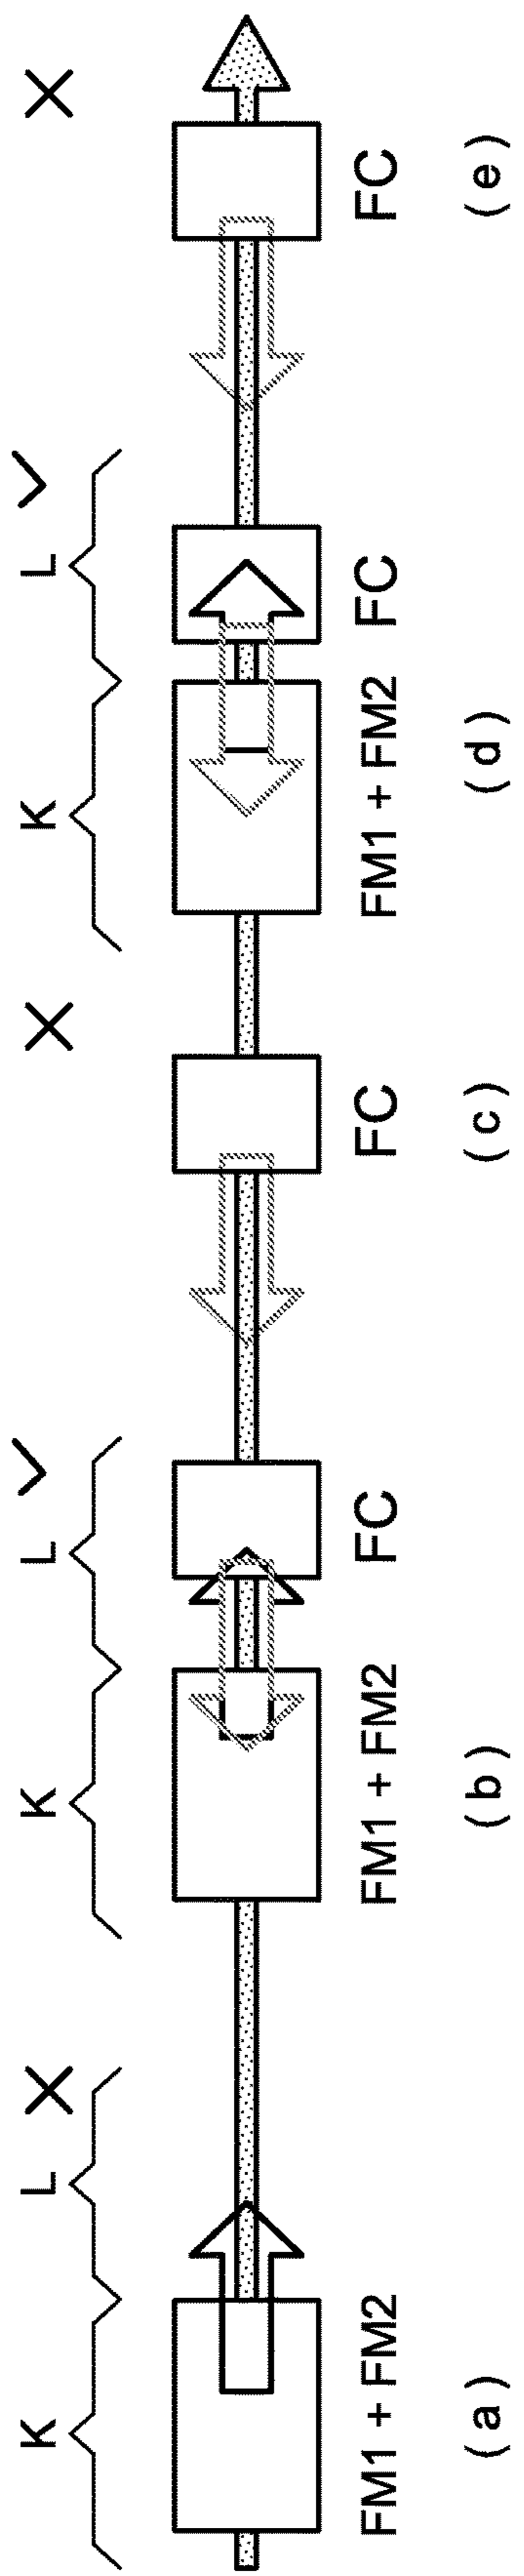 K L × K L ✓ × K L ✓ ×
FM1 + FM2 FM1 + FM2 FC FC FM1 + FM2 FC FC
(a) (b) (c) (d) (e)